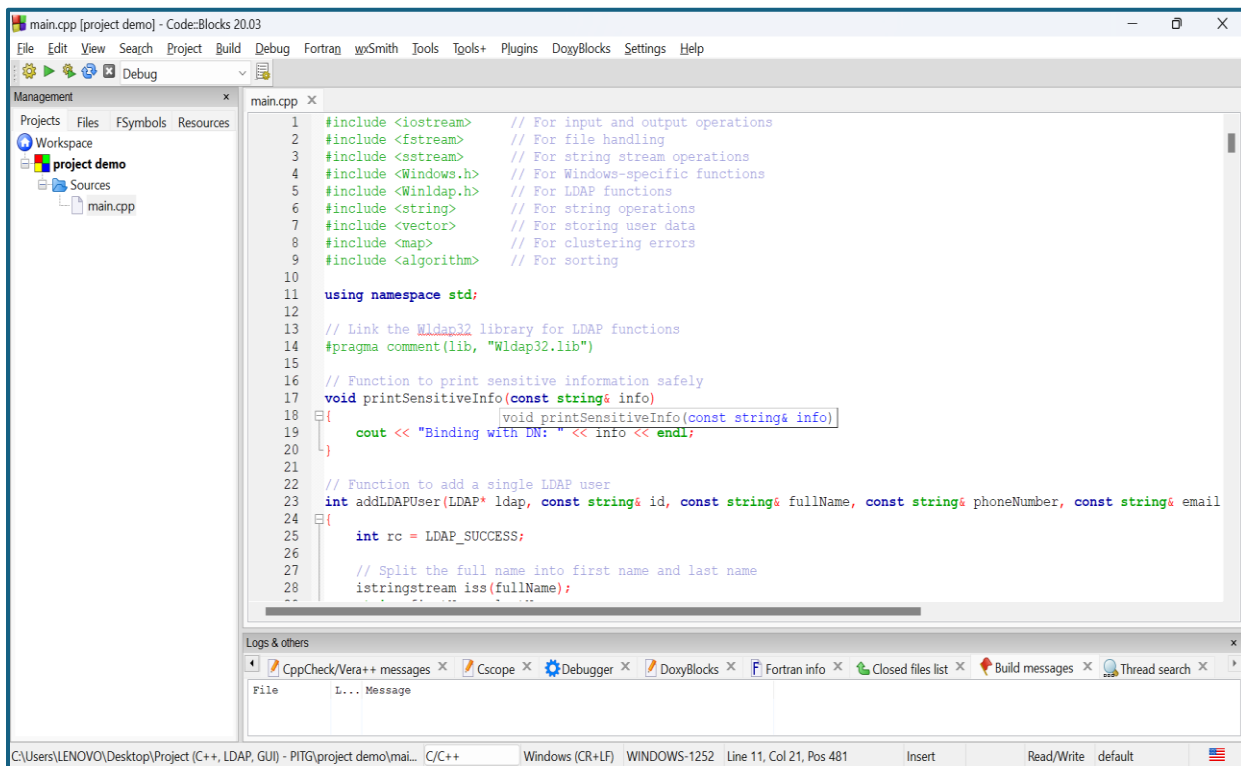 main.cpp [project demo] - Code::Blocks 20.03
File Edit View Search Project Build Debug Fortran wxSmith Tools Tools+ Plugins DoxyBlocks Settings Help
Debug
Management
Projects Files FSymbols Resources
Workspace
project demo
Sources
main.cpp
main.cpp
1 #include <iostream> // For input and output operations
2 #include <fstream> // For file handling
3 #include <sstream> // For string stream operations
4 #include <Windows.h> // For Windows-specific functions
5 #include <Winldap.h> // For LDAP functions
6 #include <string> // For string operations
7 #include <vector> // For storing user data
8 #include <map> // For clustering errors
9 #include <algorithm> // For sorting
10
11 using namespace std;
12
13 // Link the Wldap32 library for LDAP functions
14 #pragma comment(lib, "Wldap32.lib")
15
16 // Function to print sensitive information safely
17 void printSensitiveInfo(const string& info)
18 {
void printSensitiveInfo(const string& info)
19 cout << "Binding with DN: " << info << endl;
20 }
21
22 // Function to add a single LDAP user
23 int addLDAPUser(LDAP* ldap, const string& id, const string& fullName, const string& phoneNumber, const string& email
24 {
25 int rc = LDAP_SUCCESS;
26
27 // Split the full name into first name and last name
28 istringstream iss(fullName);
Logs & others
CppCheck/Vera++ messages Cscope Debugger DoxyBlocks Fortran info Closed files list Build messages Thread search
File L... Message
C:\Users\LENOVO\Desktop\Project (C++, LDAP, GUI) - PITG\project demo\mai... C/C++ Windows (CR+LF) WINDOWS-1252 Line 11, Col 21, Pos 481 Insert Read/Write default